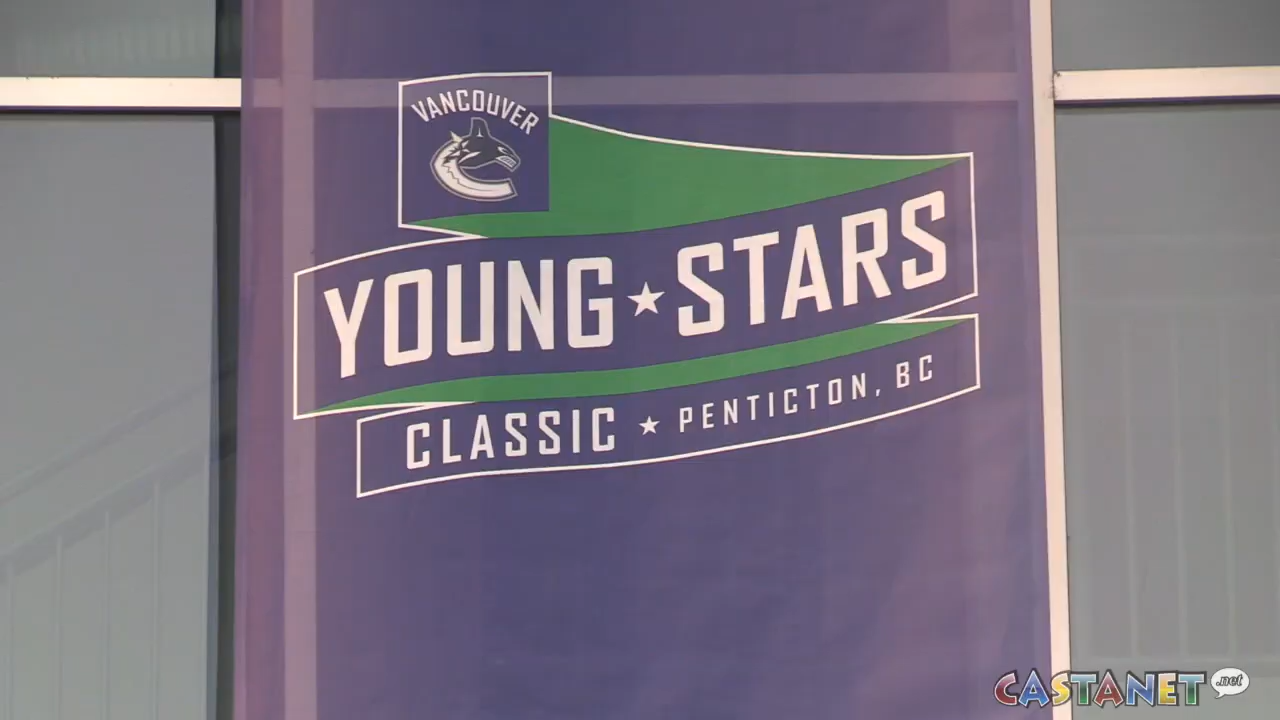 VANCOUVER
YOUNG ★ STARS
CLASSIC ★ PENTICTON, BC
CASTANET .net